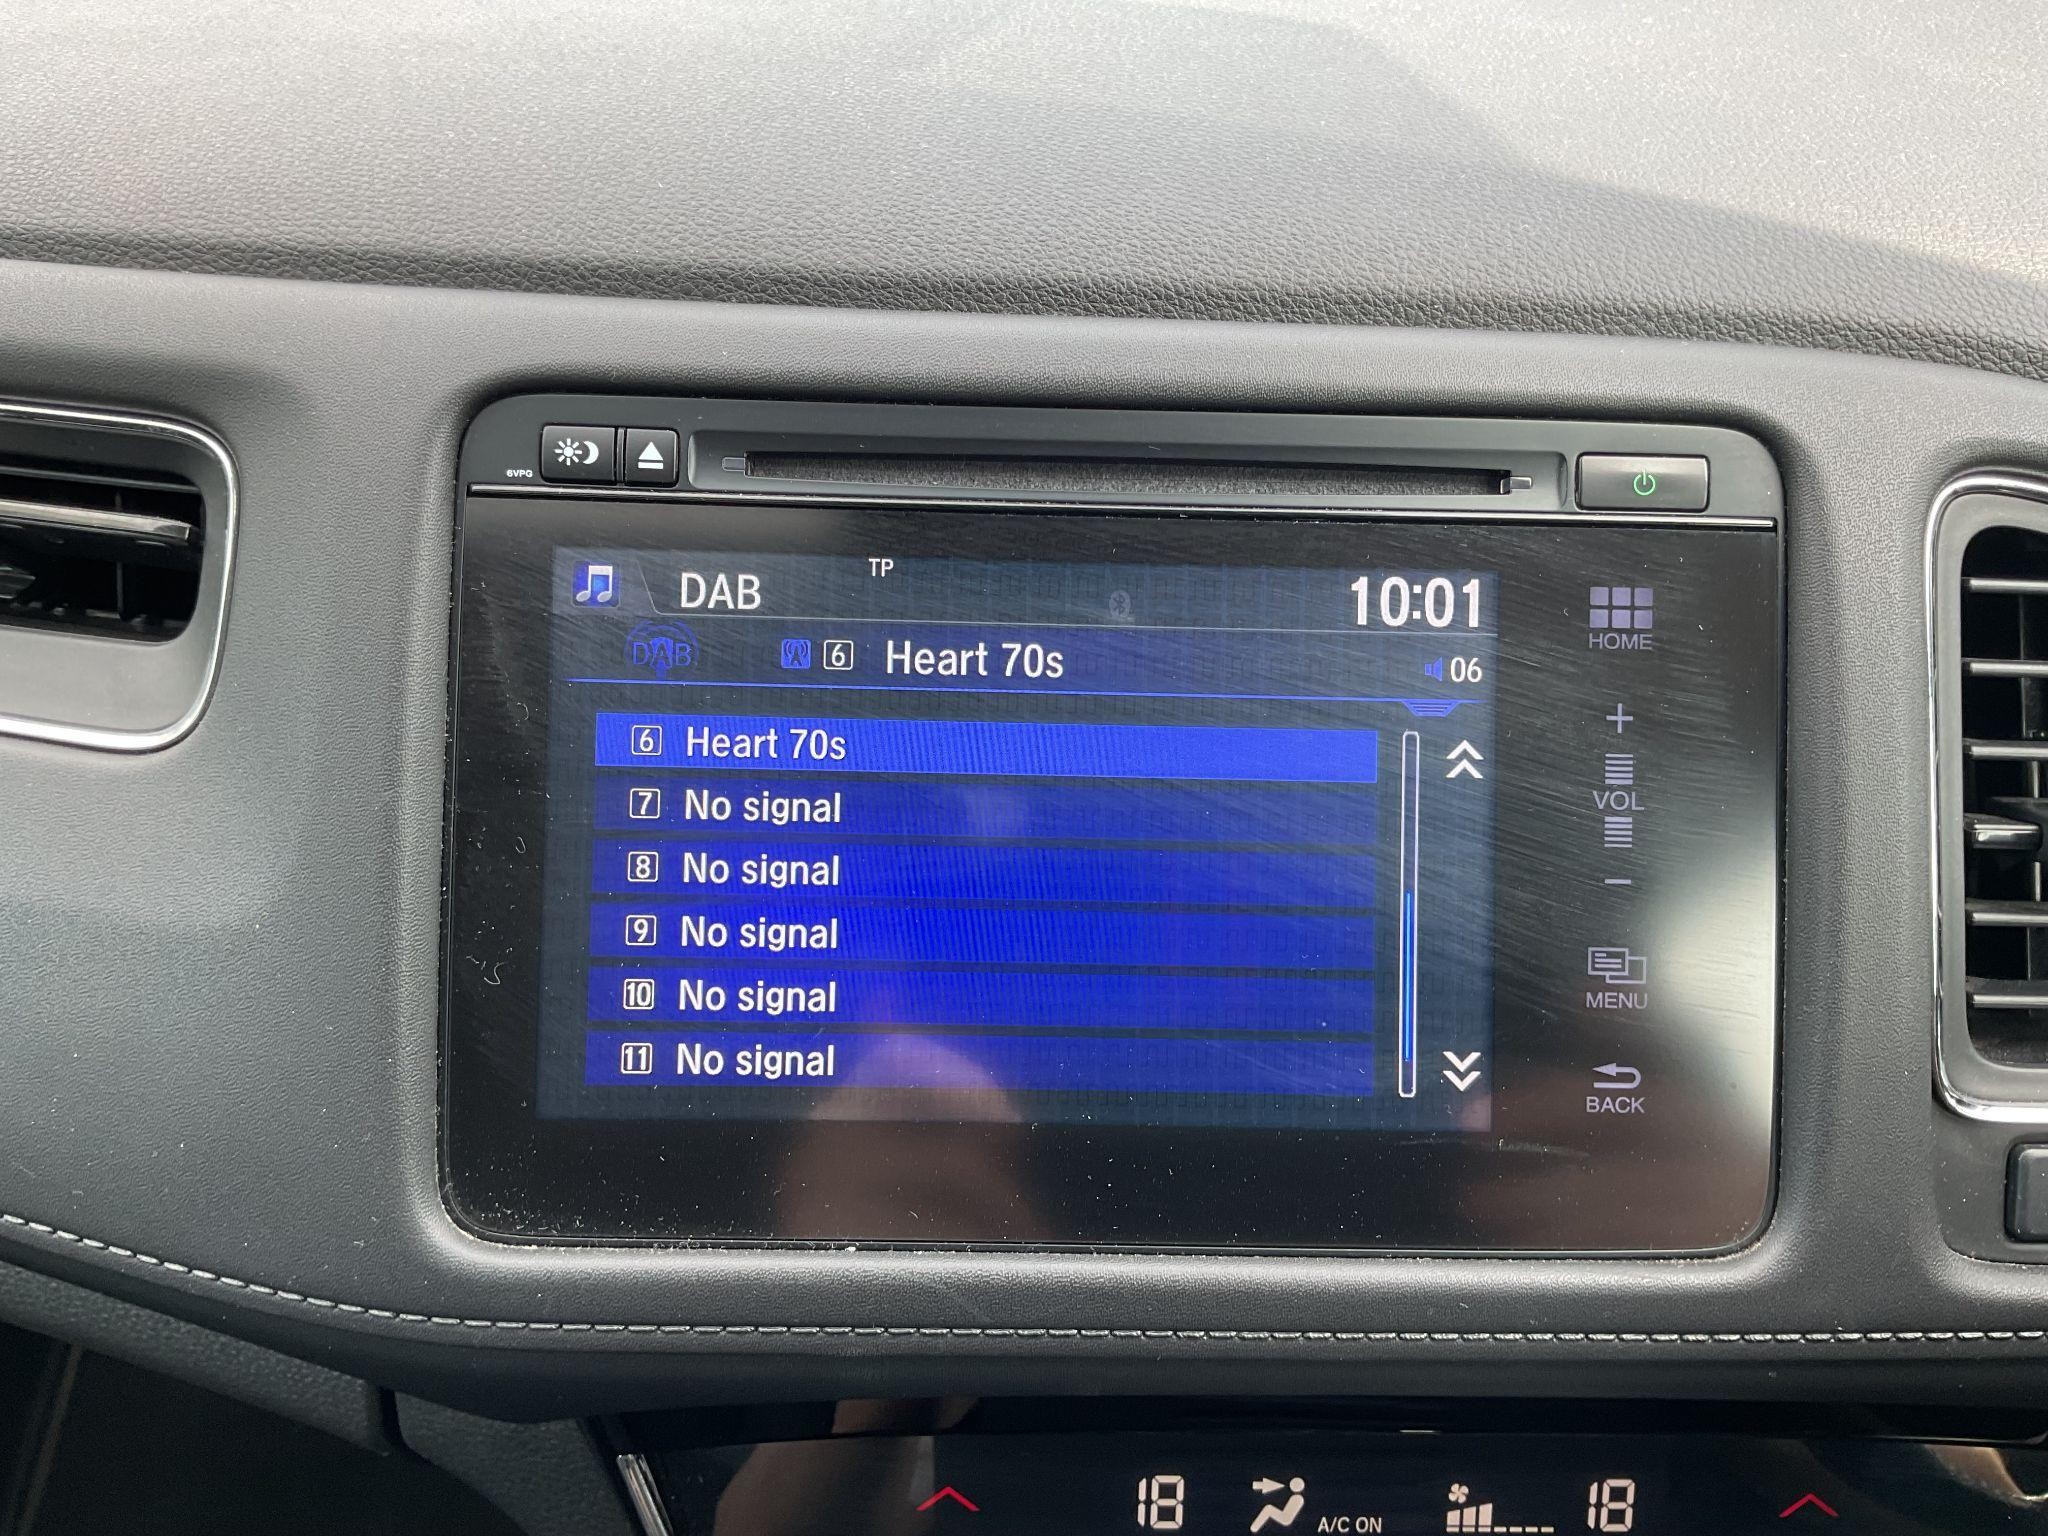 6VPG
DAB TP 10:01
DAB 6 Heart 70s 06
6 Heart 70s
7 No signal
8 No signal
9 No signal
10 No signal
11 No signal
HOME
+
VOL
−
MENU
BACK
18 A/C ON 18